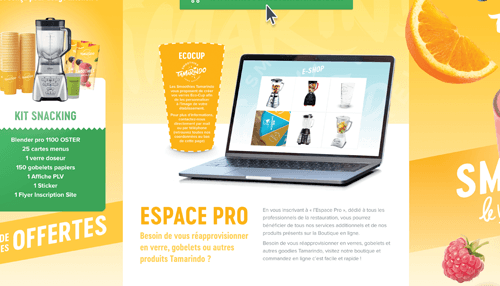 KIT SNACKING
Blender pro 1100 OSTER
25 cartes menus
1 verre doseur
150 gobelets papiers
1 Affiche PLV
1 Sticker
1 Flyer Inscription Site
DE
ES
OFFERTES
ECOCUP
TAMARINDO
E-SHOP
ESPACE PRO
Besoin de vous réapprovisionner
en verre, gobelets ou autres
produits Tamarindo ?
En vous inscrivant à « l'Espace Pro », dédié à tous les
professionnels de la restauration, vous pourrez
bénéficier de tous nos services additionnels et de nos
produits présents sur la Boutique en ligne.
Besoin de vous réapprovisionner en verres, gobelets et
autres goodies Tamarindo, visitez notre boutique et
commandez en ligne c'est facile et rapide !
SM
le